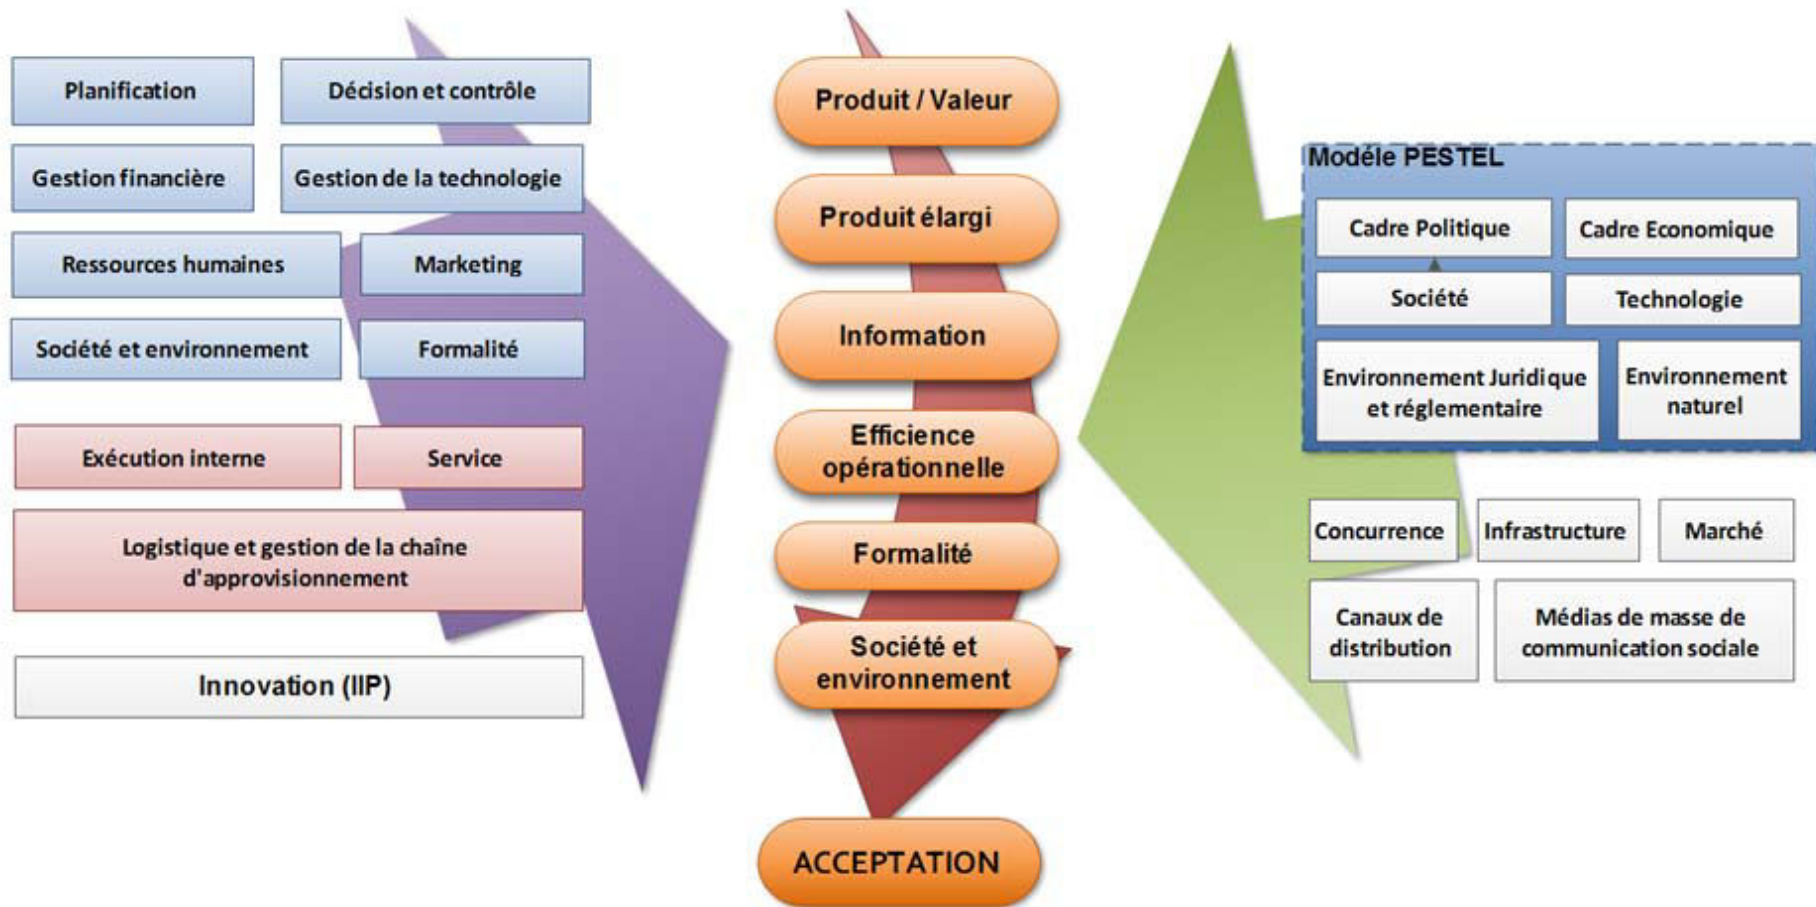 Planification
Décision et contrôle
Gestion financière
Gestion de la technologie
Ressources humaines
Marketing
Société et environnement
Formalité
Exécution interne
Service
Logistique et gestion de la chaîne
d'approvisionnement
Innovation (IIP)
Produit / Valeur
Produit élargi
Information
Efficience
opérationnelle
Formalité
Société et
environnement
ACCEPTATION
Modéle PESTEL
Cadre Politique
Cadre Economique
Société
Technologie
Environnement Juridique
et réglementaire
Environnement
naturel
Concurrence
Infrastructure
Marché
Canaux de
distribution
Médias de masse de
communication sociale